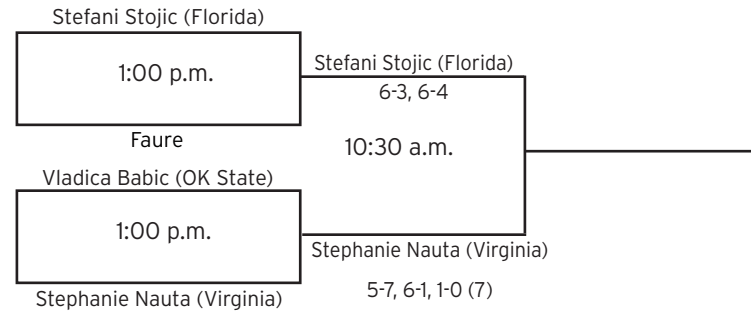 Stefani Stojic (Florida)
1:00 p.m.
Faure
Vladica Babic (OK State)
1:00 p.m.
Stephanie Nauta (Virginia)
Stefani Stojic (Florida)
6-3, 6-4
10:30 a.m.
Stephanie Nauta (Virginia)
5-7, 6-1, 1-0 (7)